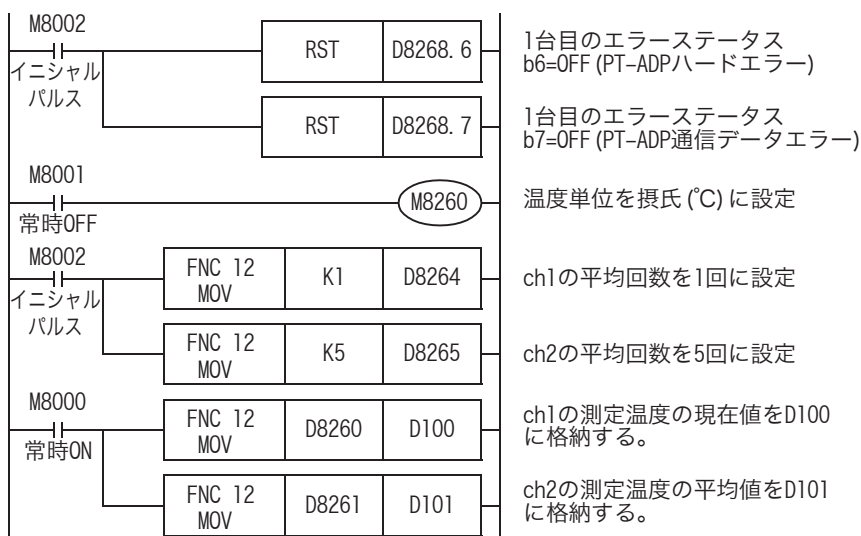 M8002
イニシャル
パルス
RST D8268.6
1台目のエラーステータス
b6=OFF(PT-ADPハードエラー)
RST D8268.7
1台目のエラーステータス
b7=OFF(PT-ADP通信データエラー)
M8001
常時OFF
M8260
温度単位を摂氏(℃)に設定
M8002
イニシャル
パルス
FNC 12
MOV
K1 D8264
ch1の平均回数を1回に設定
FNC 12
MOV
K5 D8265
ch2の平均回数を5回に設定
M8000
常時ON
FNC 12
MOV
D8260 D100
ch1の測定温度の現在値をD100
に格納する。
FNC 12
MOV
D8261 D101
ch2の測定温度の平均値をD101
に格納する。